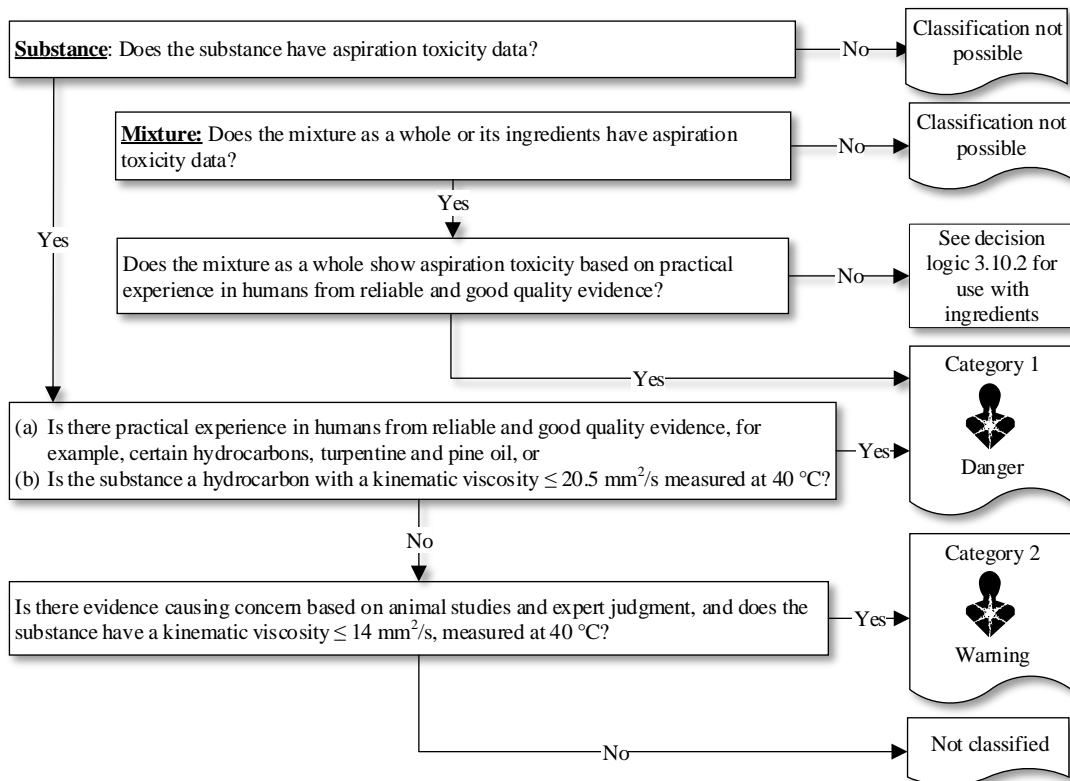 Substance: Does the substance have aspiration toxicity data?
No
Classification not
possible
Mixture: Does the mixture as a whole or its ingredients have aspiration
toxicity data?
No
Classification not
possible
Yes
Yes
Does the mixture as a whole show aspiration toxicity based on practical
experience in humans from reliable and good quality evidence?
No
See decision
logic 3.10.2 for
use with
ingredients
Yes
Category 1
Danger
(a) Is there practical experience in humans from reliable and good quality evidence, for
example, certain hydrocarbons, turpentine and pine oil, or
(b) Is the substance a hydrocarbon with a kinematic viscosity ≤ 20.5 mm²/s measured at 40 °C?
Yes
No
Category 2
Warning
Is there evidence causing concern based on animal studies and expert judgment, and does the
substance have a kinematic viscosity ≤ 14 mm²/s, measured at 40 °C?
Yes
No
Not classified